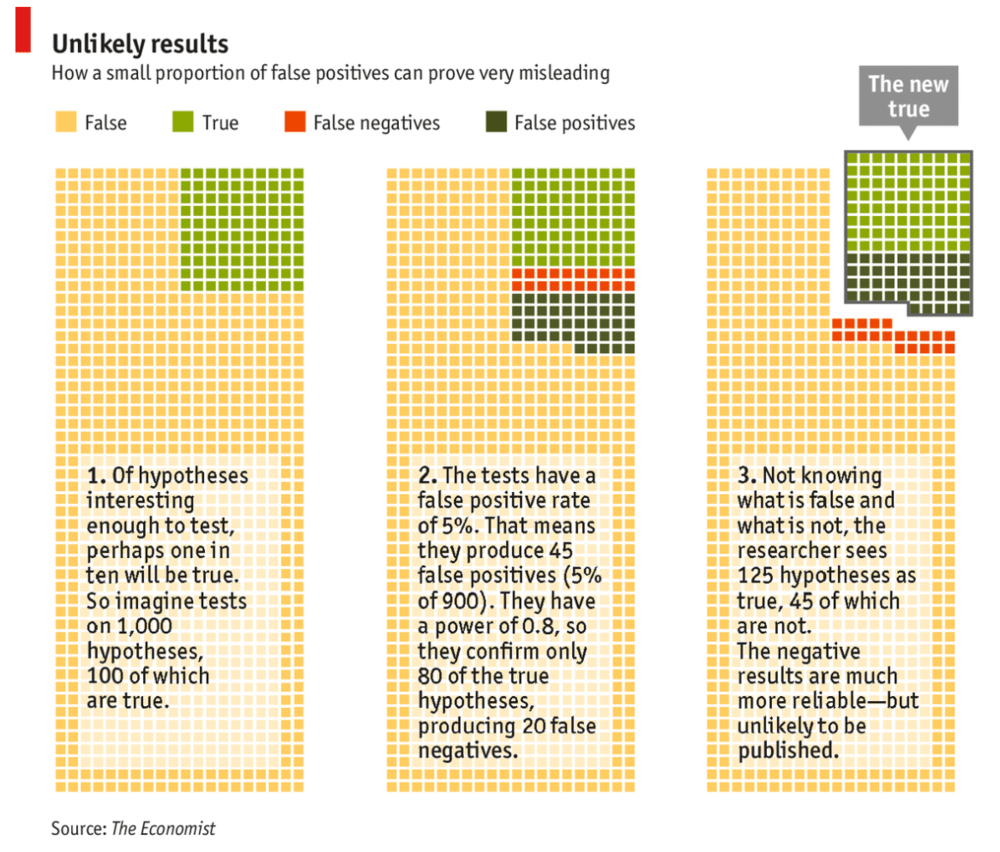 Unlikely results
How a small proportion of false positives can prove very misleading
False
True
False negatives
False positives
The new
true
1. Of hypotheses
interesting
enough to test,
perhaps one in
ten will be true.
So imagine tests
on 1,000
hypotheses,
100 of which
are true.
2. The tests have a
false positive rate
of 5%. That means
they produce 45
false positives (5%
of 900). They have
a power of 0.8, so
they confirm only
80 of the true
hypotheses,
producing 20 false
negatives.
3. Not knowing
what is false and
what is not, the
researcher sees
125 hypotheses as
true, 45 of which
are not.
The negative
results are much
more reliable—but
unlikely to be
published.
Source: The Economist